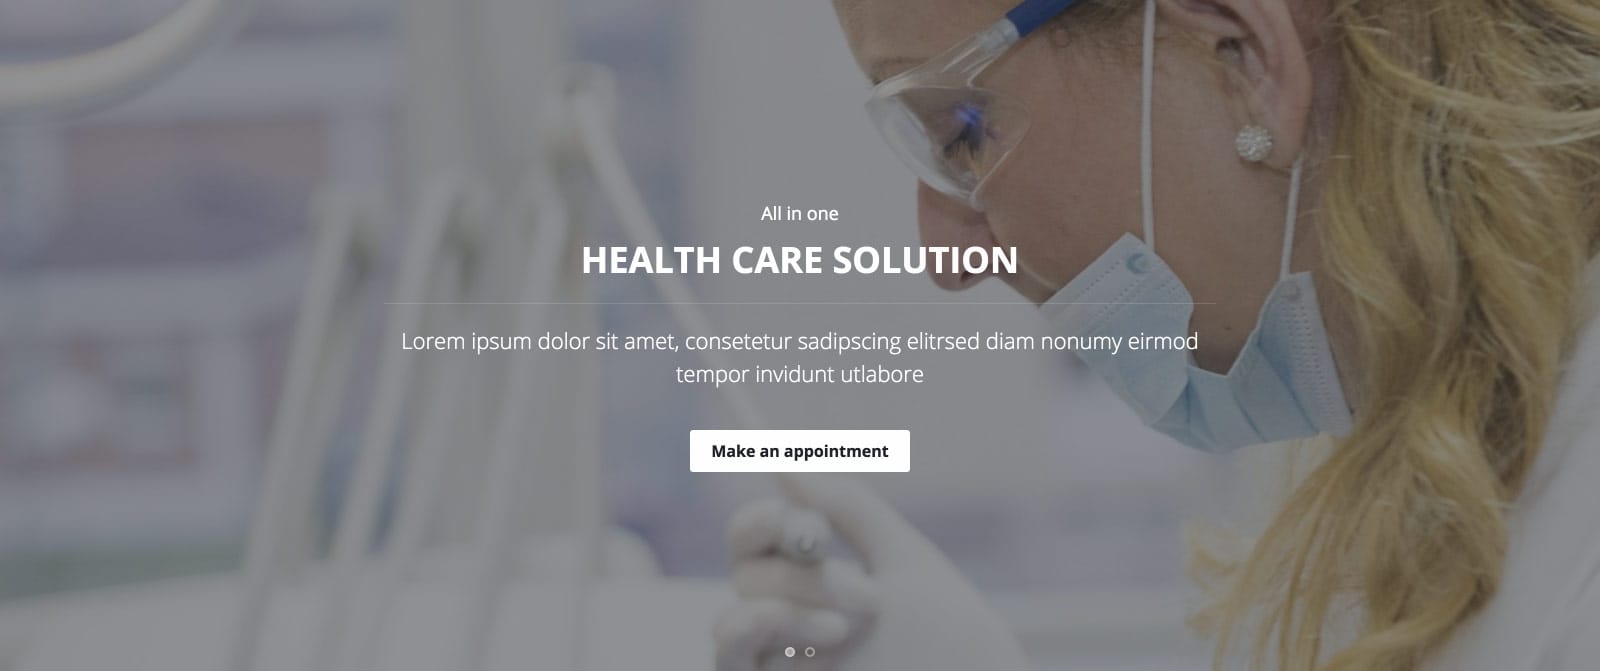 All in one
HEALTH CARE SOLUTION
Lorem ipsum dolor sit amet, consetetur sadipscing elitrsed diam nonumy eirmod
tempor invidunt utlabore
Make an appointment